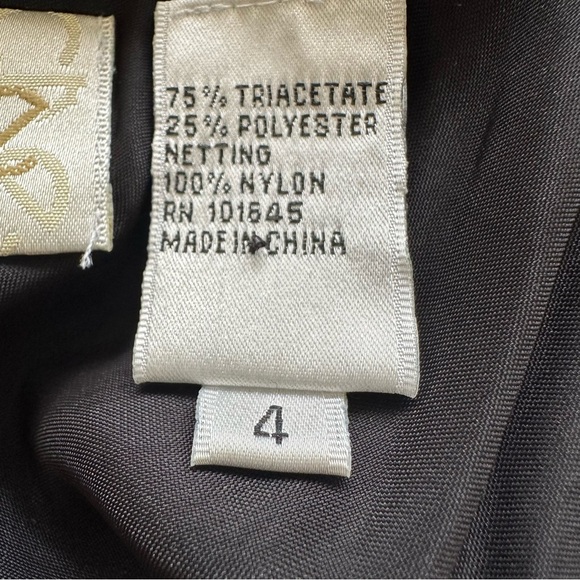 75% TRIACETATE
25% POLYESTER
NETTING
100% NYLON
RN 101645
MADE IN CHINA
4